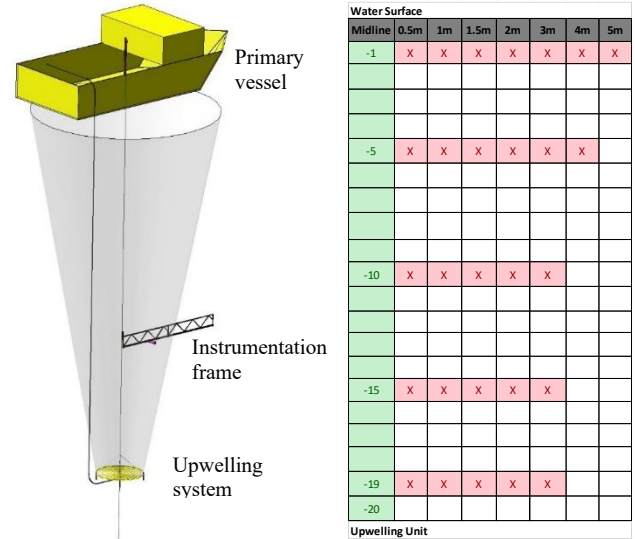 Primary
vessel
Instrumentation
frame
Upwelling
system
Water Surface
Midline 0.5m 1m 1.5m 2m 3m 4m 5m
-1 X X X X X X X
-5 X X X X X X
-10 X X X X X
-15 X X X X X
-19 X X X X X
-20
Upwelling Unit